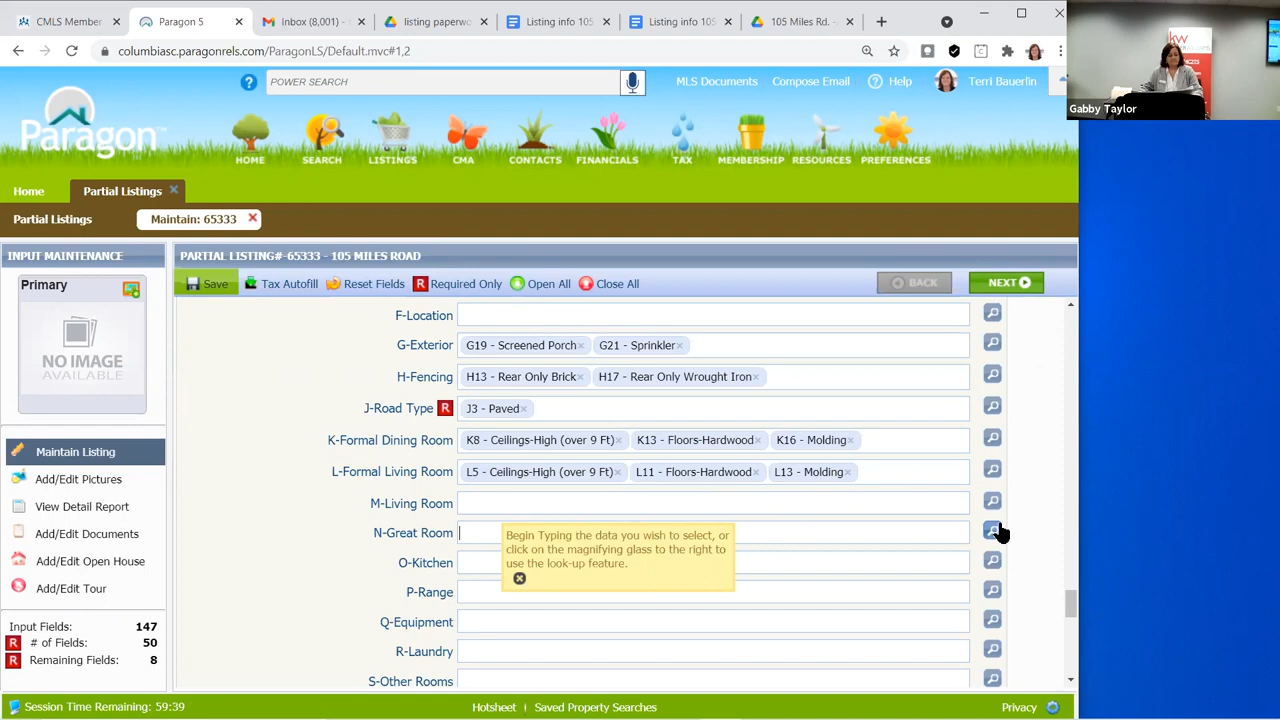 CMLS Member
Paragon 5
Inbox (8,001) -
listing paperw
Listing info 105
Listing info 105
105 Miles Rd. -
columbiasc.paragonrels.com/ParagonLS/Default.mvc#1,2
POWER SEARCH
MLS Documents
Compose Email
Help
Terri Bauerlin
kw
Gabby Taylor
Paragon
HOME
SEARCH
LISTINGS
CMA
CONTACTS
FINANCIALS
TAX
MEMBERSHIP
RESOURCES
PREFERENCES
Home
Partial Listings
Partial Listings
Maintain: 65333
INPUT MAINTENANCE
PARTIAL LISTING#-65333 - 105 MILES ROAD
Save
Tax Autofill
Reset Fields
R Required Only
Open All
Close All
BACK
NEXT
Primary
NO IMAGE
AVAILABLE
Maintain Listing
Add/Edit Pictures
View Detail Report
Add/Edit Documents
Add/Edit Open House
Add/Edit Tour
Input Fields: 147
R # of Fields: 50
R Remaining Fields: 8
F-Location
G-Exterior G19 - Screened Porch× G21 - Sprinkler×
H-Fencing H13 - Rear Only Brick× H17 - Rear Only Wrought Iron×
J-Road Type R J3 - Paved×
K-Formal Dining Room K8 - Ceilings-High (over 9 Ft)× K13 - Floors-Hardwood× K16 - Molding×
L-Formal Living Room L5 - Ceilings-High (over 9 Ft)× L11 - Floors-Hardwood× L13 - Molding×
M-Living Room
N-Great Room
Begin Typing the data you wish to select, or
click on the magnifying glass to the right to
use the look-up feature.
O-Kitchen
P-Range
Q-Equipment
R-Laundry
S-Other Rooms
Session Time Remaining: 59:39
Hotsheet
Saved Property Searches
Privacy